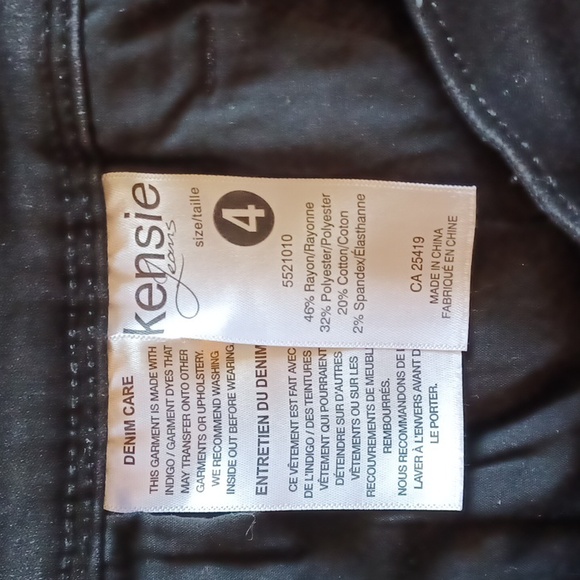 kensie
jeans
size/taille
4
5521010
46% Rayon/Rayonne
32% Polyester/Polyester
20% Cotton/Coton
2% Spandex/Élasthanne
CA 25419
MADE IN CHINA
FABRIQUÉ EN CHINE
DENIM CARE
THIS GARMENT IS MADE WITH
INDIGO / GARMENT DYES THAT
MAY TRANSFER ONTO OTHER
GARMENTS OR UPHOLSTERY.
WE RECOMMEND WASHING
INSIDE OUT BEFORE WEARING.
ENTRETIEN DU DENIM
CE VÊTEMENT EST FAIT AVEC
DE L'INDIGO / DES TEINTURES
VÊTEMENT QUI POURRAIENT
DÉTEINDRE SUR D'AUTRES
VÊTEMENTS OU SUR LES
RECOUVREMENTS DE MEUBL
REMBOURRÉS.
NOUS RECOMMANDONS DE
LAVER À L'ENVERS AVANT D
LE PORTER.